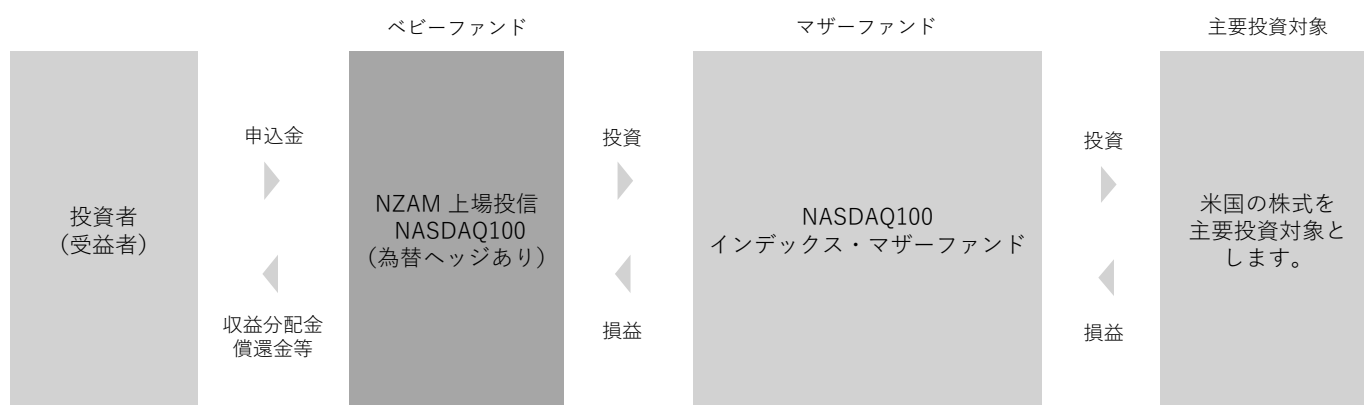 ベビーファンド
マザーファンド
主要投資対象
投資者
（受益者）
申込金
収益分配金
償還金等
NZAM 上場投信
NASDAQ100
（為替ヘッジあり）
投資
損益
NASDAQ100
インデックス・マザーファンド
投資
損益
米国の株式を
主要投資対象と
します。